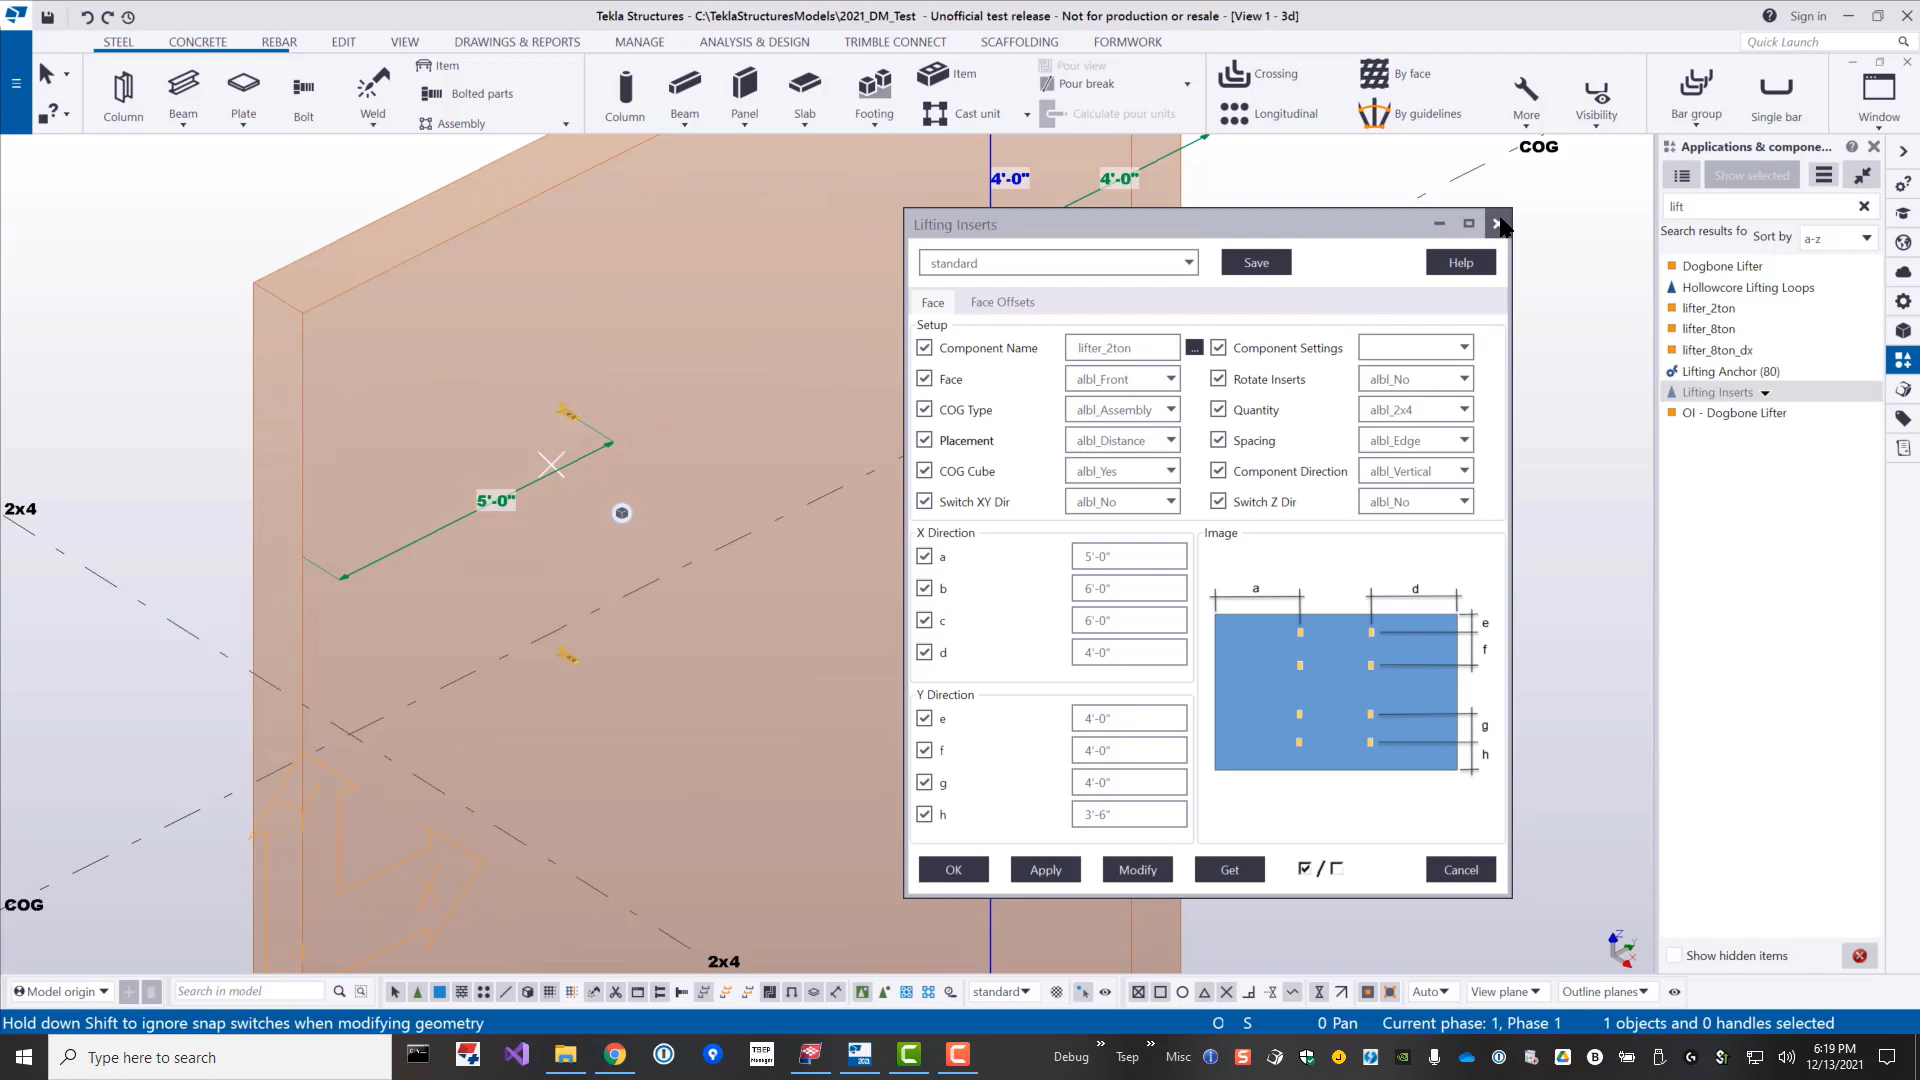 Tekla Structures - C:\TeklaStructuresModels\2021_DM_Test - Unofficial test release - Not for production or resale - [View 1 - 3d]
Sign in
STEEL CONCRETE REBAR EDIT VIEW DRAWINGS & REPORTS MANAGE ANALYSIS & DESIGN TRIMBLE CONNECT SCAFFOLDING FORMWORK
Quick Launch
Column Beam Plate Bolt Weld Item Bolted parts Assembly
Column Beam Panel Slab Footing Item Cast unit Pour view Pour break Calculate pour units
Crossing Longitudinal By face By guidelines More Visibility Bar group Single bar Window
COG
4'-0"
4'-0"
5'-0"
2x4
COG
2x4
Lifting Inserts
standard
Save
Help
Face
Face Offsets
Setup
Component Name lifter_2ton ... Component Settings
Face albl_Front Rotate Inserts albl_No
COG Type albl_Assembly Quantity albl_2x4
Placement albl_Distance Spacing albl_Edge
COG Cube albl_Yes Component Direction albl_Vertical
Switch XY Dir albl_No Switch Z Dir albl_No
X Direction
a 5'-0"
b 6'-0"
c 6'-0"
d 4'-0"
Y Direction
e 4'-0"
f 4'-0"
g 4'-0"
h 3'-6"
Image
a d
e
f
g
h
OK Apply Modify Get / Cancel
Applications & compone...
Show selected
lift
Search results fo Sort by a-z
Dogbone Lifter
Hollowcore Lifting Loops
lifter_2ton
lifter_8ton
lifter_8ton_dx
Lifting Anchor (80)
Lifting Inserts
OI - Dogbone Lifter
Show hidden items
Model origin Search in model standard Auto View plane Outline planes
Hold down Shift to ignore snap switches when modifying geometry O S 0 Pan Current phase: 1, Phase 1 1 objects and 0 handles selected
Type here to search
TSEP
Manager
2021
Debug Tsep Misc
6:19 PM
12/13/2021